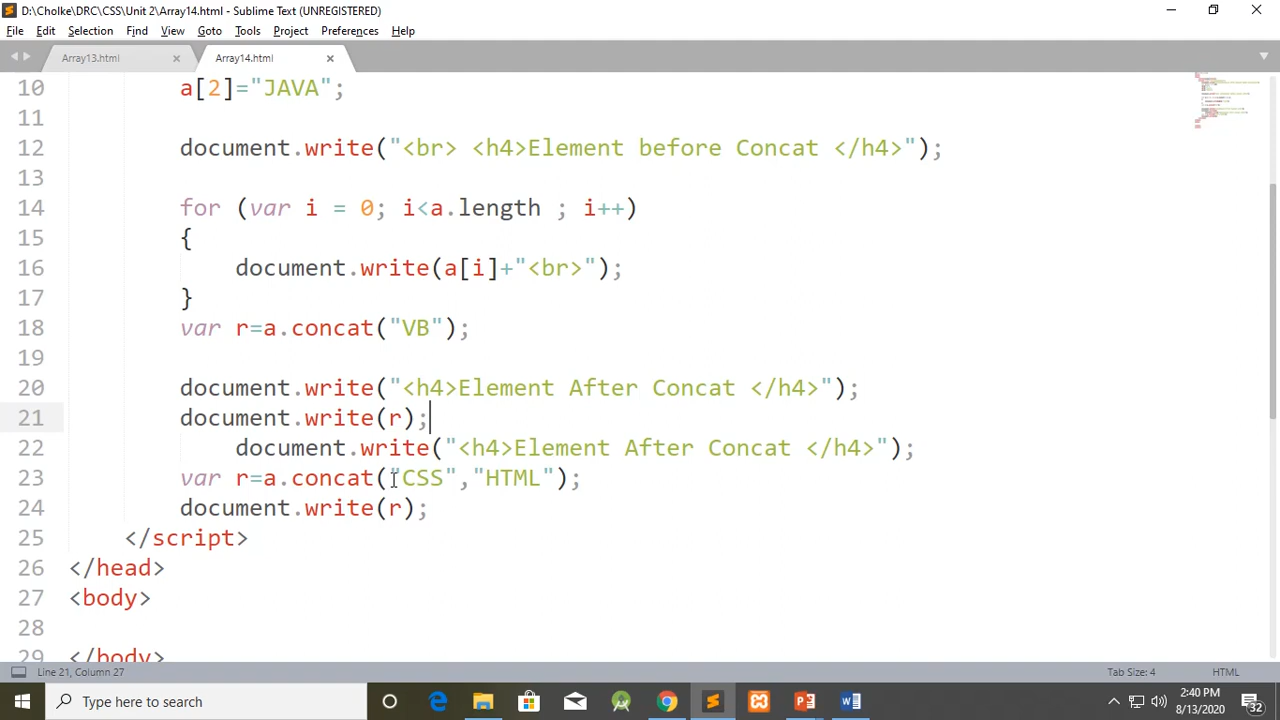 D:\Cholke\DRC\CSS\Unit 2\Array14.html - Sublime Text (UNREGISTERED)
File Edit Selection Find View Goto Tools Project Preferences Help
Array13.html Array14.html
10 a[2]="JAVA";
11
12 document.write("<br> <h4>Element before Concat </h4>");
13
14 for (var i = 0; i<a.length ; i++)
15 {
16 document.write(a[i]+"<br>");
17 }
18 var r=a.concat("VB");
19
20 document.write("<h4>Element After Concat </h4>");
21 document.write(r);
22 document.write("<h4>Element After Concat </h4>");
23 var r=a.concat("CSS","HTML");
24 document.write(r);
25 </script>
26 </head>
27 <body>
28
29 </body>
Line 21, Column 27 Tab Size: 4 HTML
Type here to search
2:40 PM
8/13/2020
32